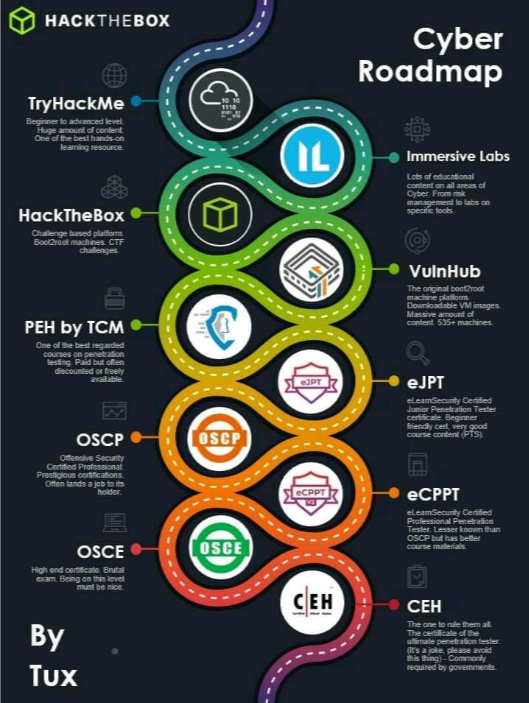 HACKTHEBOX
Cyber
Roadmap
TryHackMe
Beginner to advanced level.
Huge amount of content.
One of the best hands-on
learning resource.
10 10
1110
IL
Immersive Labs
Lots of educational
content on all areas of
Cyber. From risk
management to labs on
specific tools.
HackTheBox
Challenge based platform.
Boot2root machines. CTF
challenges.
VulnHub
The original boot2root
machine platform.
Downloadable VM images.
Massive amount of
content. 535+ machines.
PEH by TCM
One of the best regarded
courses on penetration
testing. Paid but often
discounted or freely
available.
eJPT
eJPT
eLearnSecurity Certified
Junior Penetration Tester
certificate. Beginner
friendly cert, very good
course content (PTS).
OSCP
OSCP
Offensive Security
Certified Professional.
Prestigious certifications.
Often lands a job to its
holder.
eCPPT
V2
eCPPT
eLearnSecurity Certified
Professional Penetration
Tester. Lesser known than
OSCP but has better
course materials.
OSCE
OSCE
High end certificate. Brutal
exam. Being on this level
must be nice.
CEH
CEH
The one to rule them all.
The certificate of the
ultimate penetration tester.
(It's a joke, please avoid
this thing) - Commonly
required by governments.
By
Tux